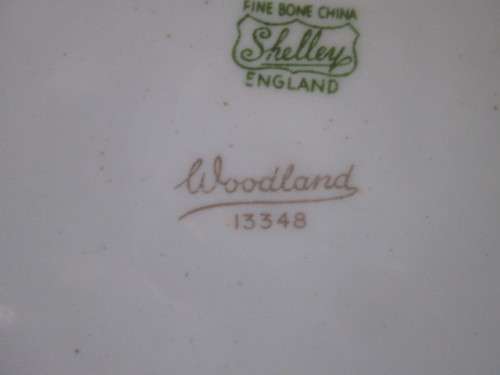 FINE BONE CHINA
Shelley
ENGLAND
Woodland
13348